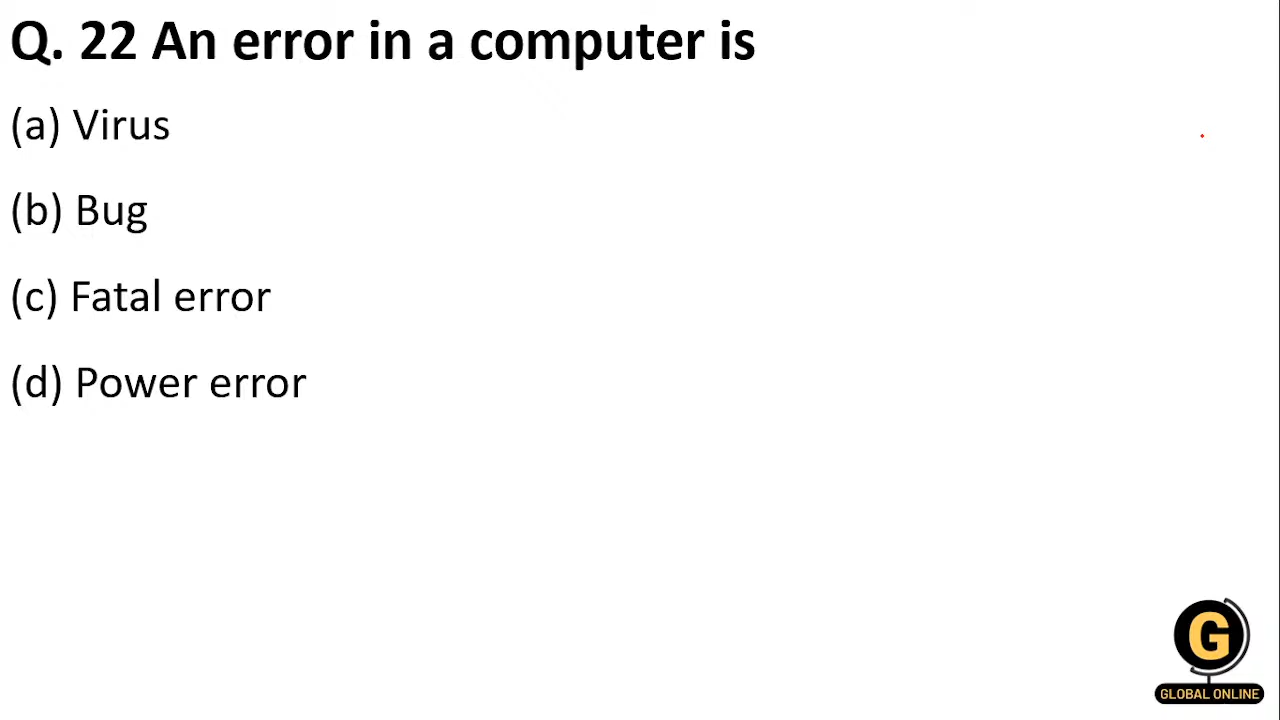 Q. 22 An error in a computer is
(a) Virus
(b) Bug
(c) Fatal error
(d) Power error
G
GLOBAL ONLINE